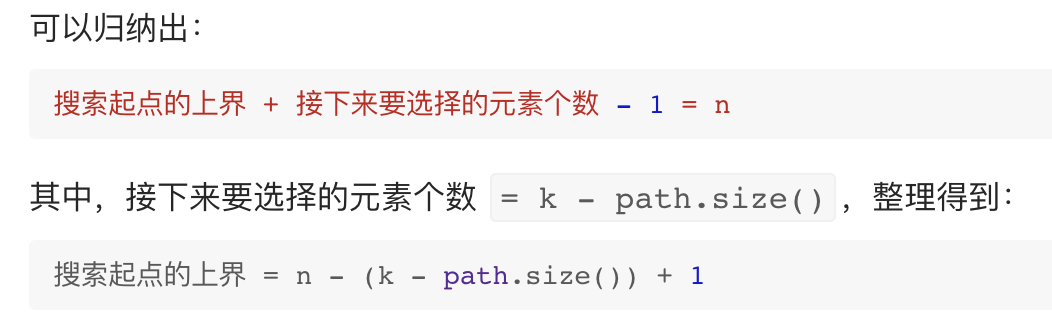 可以归纳出：
搜索起点的上界 + 接下来要选择的元素个数 - 1 = n
其中，接下来要选择的元素个数 = k - path.size()，整理得到：
搜索起点的上界 = n - (k - path.size()) + 1